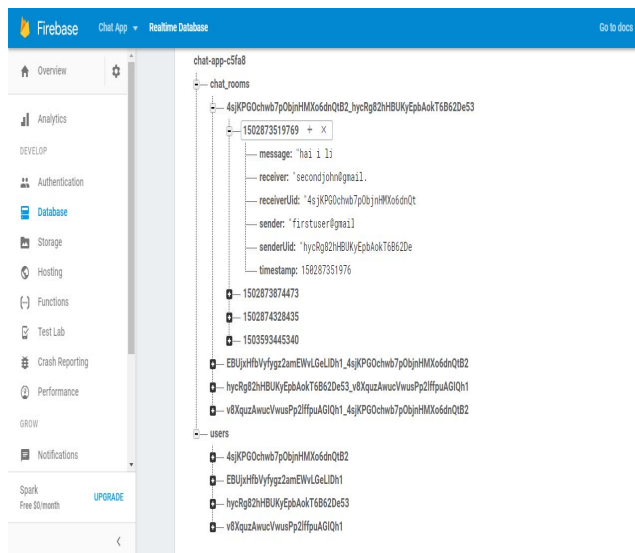 Firebase Chat App Realtime Database Go to docs
Overview
Analytics
DEVELOP
Authentication
Database
Storage
Hosting
Functions
Test Lab
Crash Reporting
Performance
GROW
Notifications
Spark
Free $0/month
UPGRADE
chat-app-c5fa8
chat_rooms
4sjKPGOchwb7pObjnHMXo6dnQtB2_hycRg82hHBUKyEpbAokT6B62De53
1502873519769 + ×
message: "hai i lj
receiver: "secondjohn@gmail.
receiverUid: "4sjKPGOchwb7pObjnHMXo6dnQt
sender: "firstuser@gmail
senderUid: "hycRg82hHBUKyEpbAokT6B62De
timestamp: 150287351976
1502873874473
1502874328435
1503593445340
EBUjxHfbVyfygz2amEWvLGeLIDh1_4sjKPGOchwb7pObjnHMXo6dnQtB2
hycRg82hHBUKyEpbAokT6B62De53_v8XquzAwucVwusPp2lffpuAGIQh1
v8XquzAwucVwusPp2lffpuAGIQh1_4sjKPGOchwb7pObjnHMXo6dnQtB2
users
4sjKPGOchwb7pObjnHMXo6dnQtB2
EBUjxHfbVyfygz2amEWvLGeLIDh1
hycRg82hHBUKyEpbAokT6B62De53
v8XquzAwucVwusPp2lffpuAGIQh1